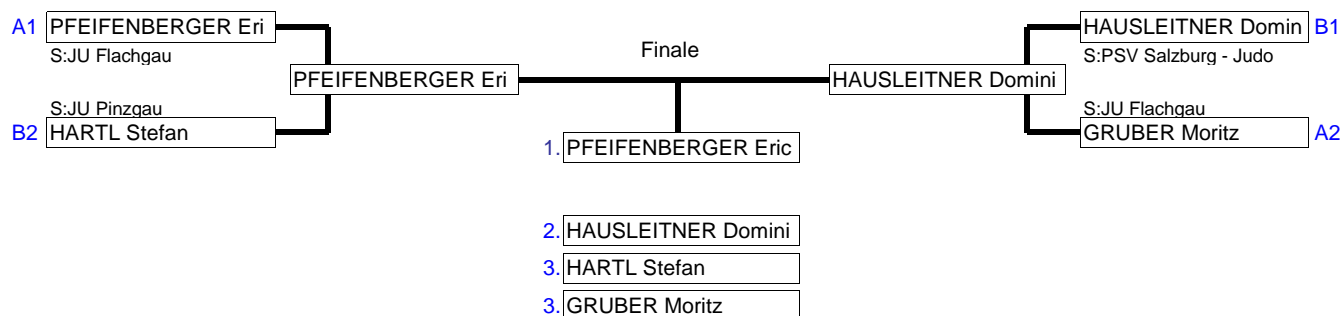 A1 PFEIFENBERGER Eri
S:JU Flachgau
PFEIFENBERGER Eri
S:JU Pinzgau
B2 HARTL Stefan
Finale
HAUSLEITNER Domin B1
S:PSV Salzburg - Judo
HAUSLEITNER Domini
S:JU Flachgau
GRUBER Moritz A2
1. PFEIFENBERGER Eric
2. HAUSLEITNER Domini
3. HARTL Stefan
3. GRUBER Moritz